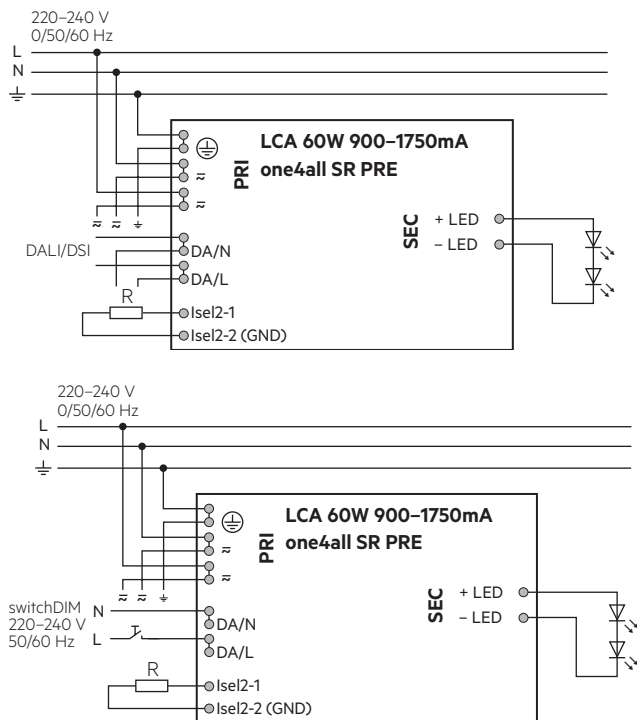 220–240 V
0/50/60 Hz
L
N
LCA 60W 900–1750mA
one4all SR PRE
PRI
SEC
+ LED
– LED
DALI/DSI
DA/N
DA/L
R
Isel2-1
Isel2-2 (GND)
220–240 V
0/50/60 Hz
L
N
LCA 60W 900–1750mA
one4all SR PRE
PRI
SEC
+ LED
– LED
switchDIM N
220–240 V
50/60 Hz L
DA/N
DA/L
R
Isel2-1
Isel2-2 (GND)